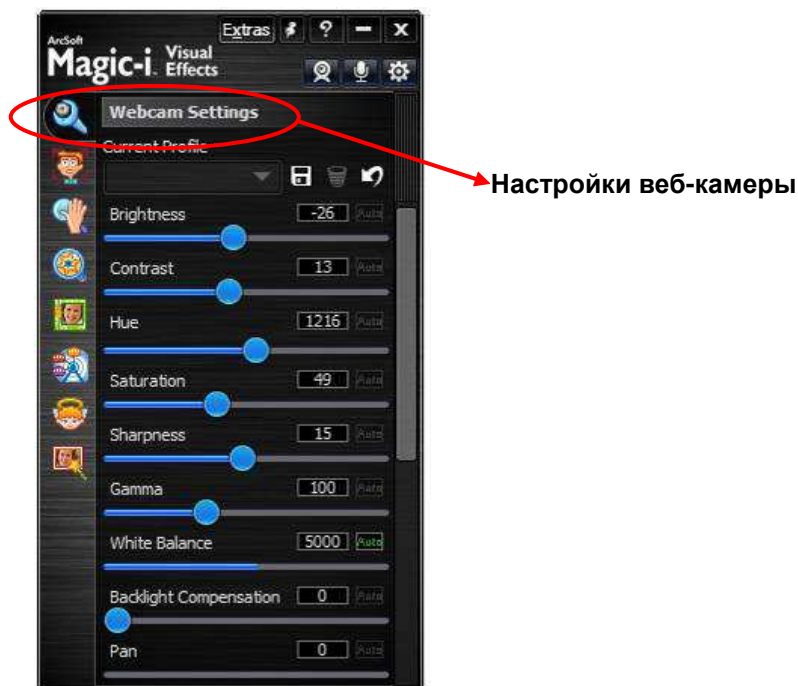 Extras ? X
ArcSoft
Magic-i Visual Effects
Webcam Settings
Current Profile
Настройки веб-камеры
Brightness -26 Auto
Contrast 13 Auto
Hue 1216 Auto
Saturation 49 Auto
Sharpness 15 Auto
Gamma 100 Auto
White Balance 5000 Auto
Backlight Compensation 0 Auto
Pan 0 Auto